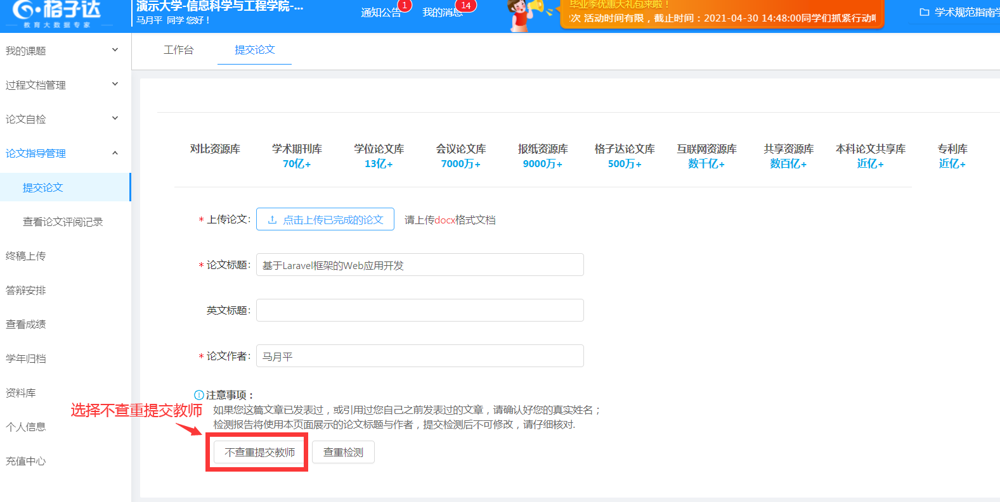 格子达
教育大数据专家
演示大学-信息科学与工程学院-...
马月平 同学 您好！
通知公告 1
我的消息 14
毕业季优惠大礼包来啦！
次 活动时间有限，截止时间：2021-04-30 14:48:00同学们抓紧行动
学术规范指南
我的课题
过程文档管理
论文自检
论文指导管理
提交论文
查看论文评阅记录
终稿上传
答辩安排
查看成绩
学年归档
资料库
个人信息
充值中心
工作台 提交论文
对比资源库 学术期刊库 学位论文库 会议论文库 报纸资源库 格子达论文库 互联网资源库 共享资源库 本科论文共享库 专利库
70亿+ 13亿+ 7000万+ 9000万+ 500万+ 数千亿+ 数百亿+ 近亿+ 近亿+
* 上传论文： 点击上传已完成的论文 请上传docx格式文档
* 论文标题： 基于Laravel框架的Web应用开发
英文标题：
* 论文作者： 马月平
注意事项：
如果您这篇文章已发表过，或引用过您自己之前发表过的文章，请确认好您的真实姓名；
检测报告将使用本页面展示的论文标题与作者，提交检测后不可修改，请仔细核对.
选择不查重提交教师
不查重提交教师 查重检测